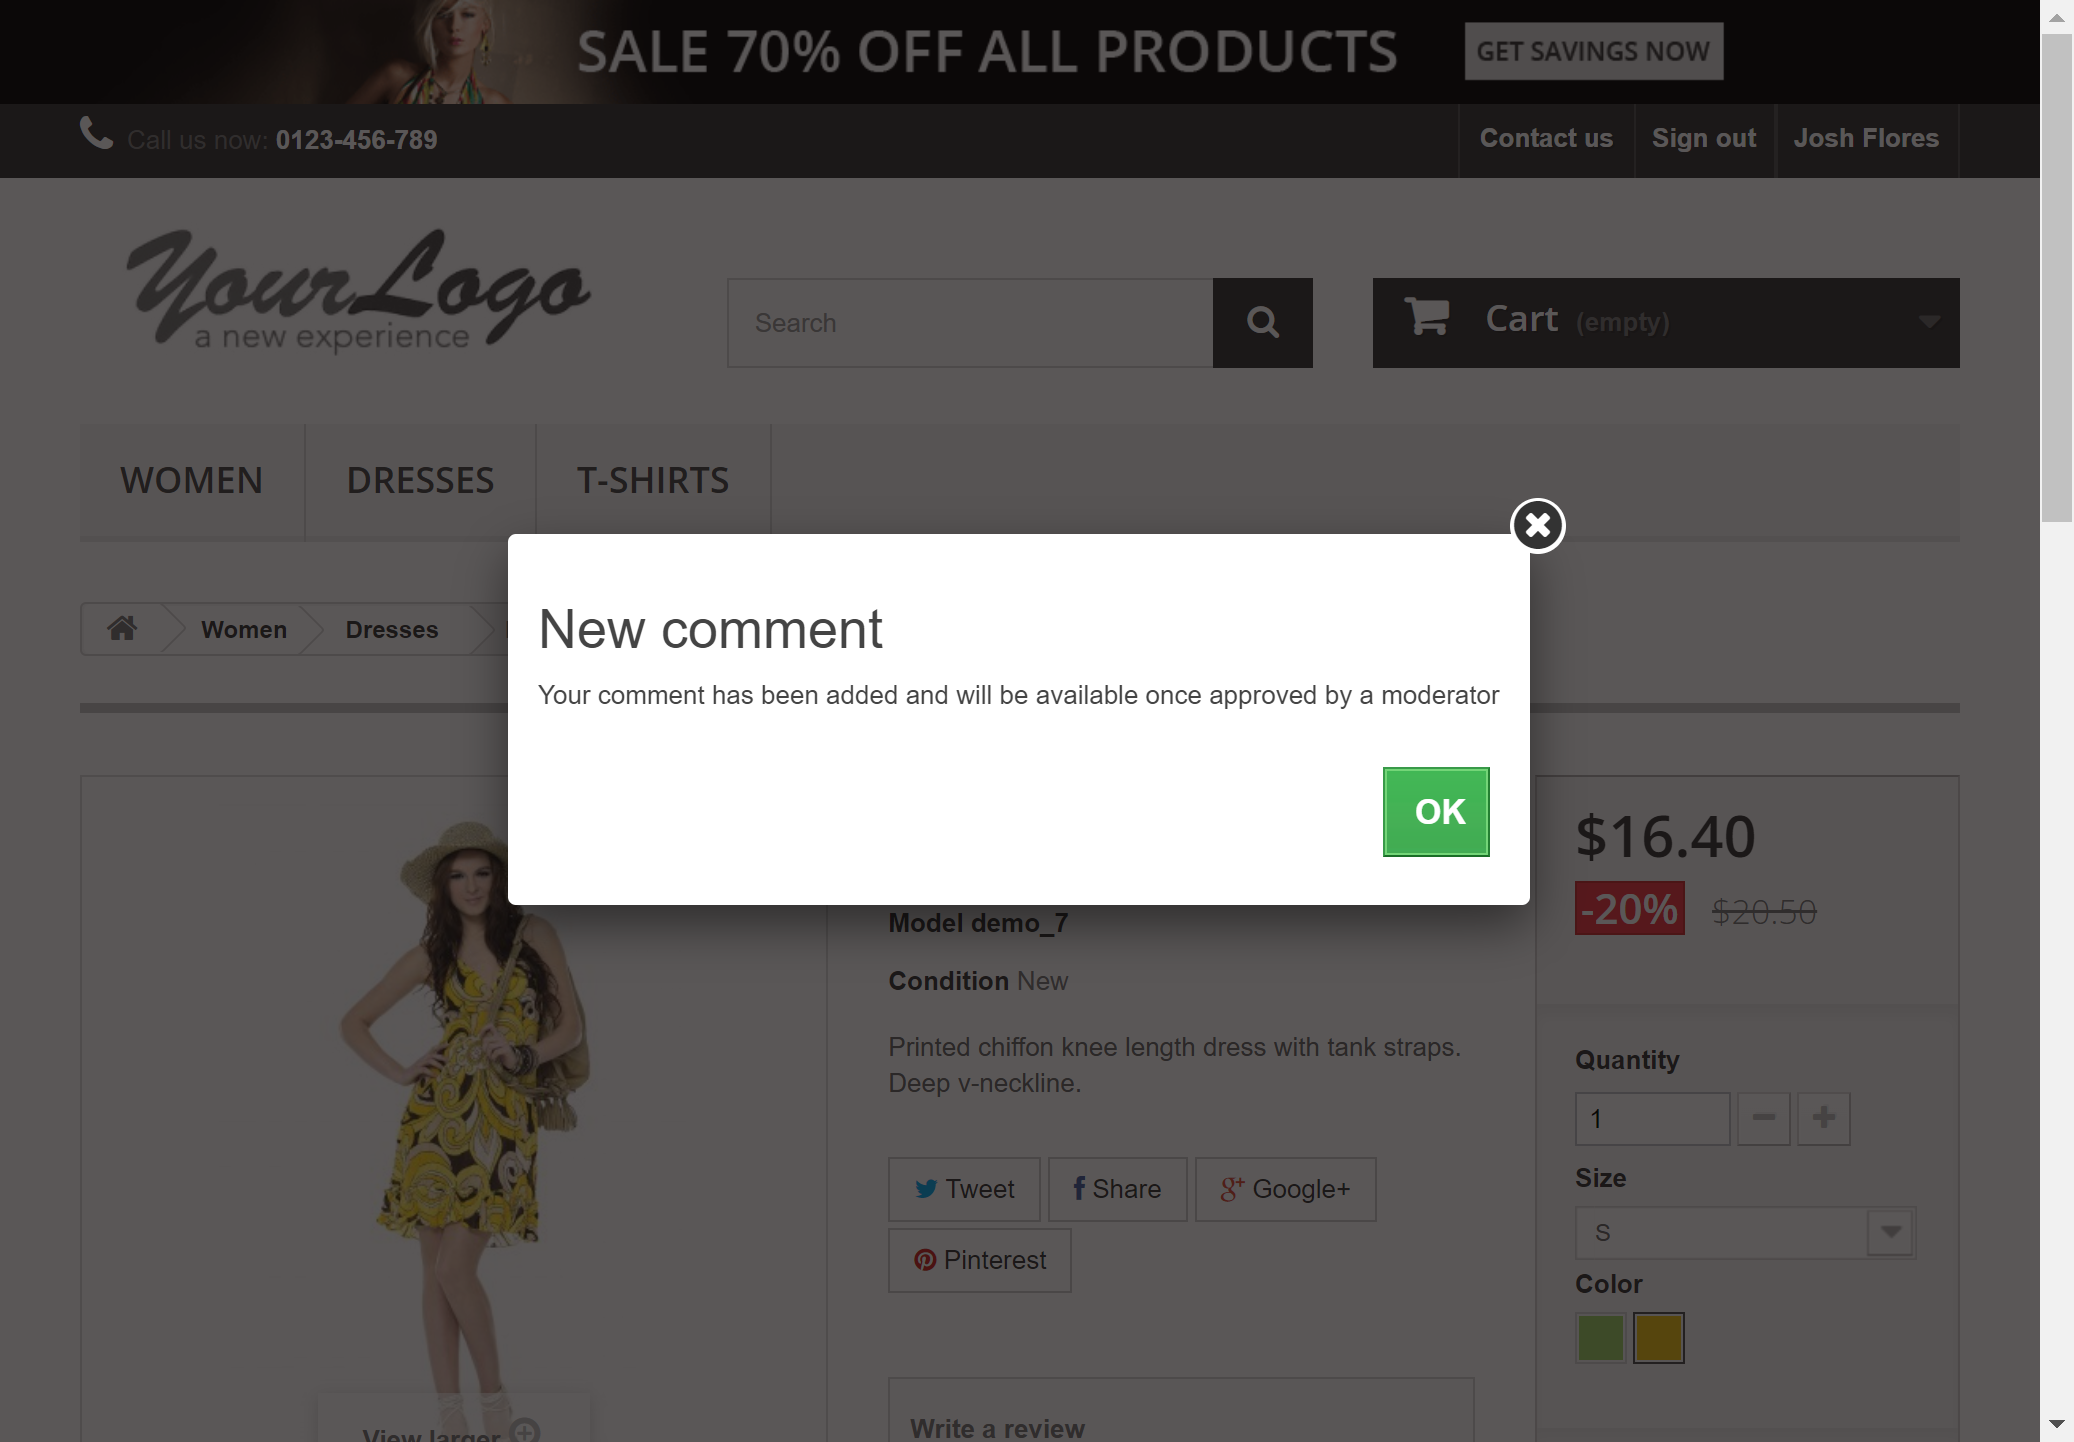 SALE 70% OFF ALL PRODUCTS GET SAVINGS NOW
Call us now: 0123-456-789 Contact us Sign out Josh Flores
YourLogo
a new experience
Search
Cart (empty)
WOMEN DRESSES T-SHIRTS
Women Dresses
New comment
Your comment has been added and will be available once approved by a moderator
OK
$16.40
-20% $20.50
Model demo_7
Condition New
Printed chiffon knee length dress with tank straps.
Deep v-neckline.
Tweet Share Google+
Pinterest
Quantity
1
Size
S
Color
View larger
Write a review